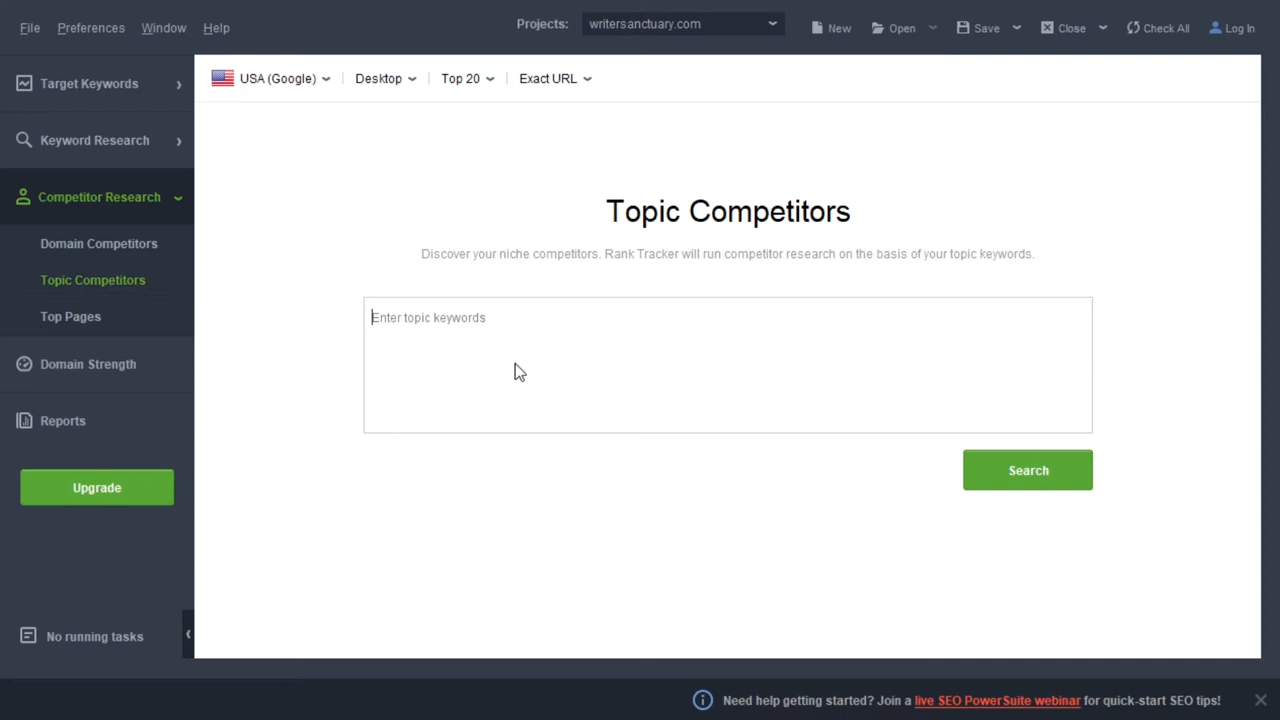 File Preferences Window Help Projects: writersanctuary.com New Open Save Close Check All Log In
Target Keywords
Keyword Research
Competitor Research
Domain Competitors
Topic Competitors
Top Pages
Domain Strength
Reports
Upgrade
No running tasks
USA (Google) Desktop Top 20 Exact URL
Topic Competitors
Discover your niche competitors. Rank Tracker will run competitor research on the basis of your topic keywords.
Enter topic keywords
Search
Need help getting started? Join a live SEO PowerSuite webinar for quick-start SEO tips!